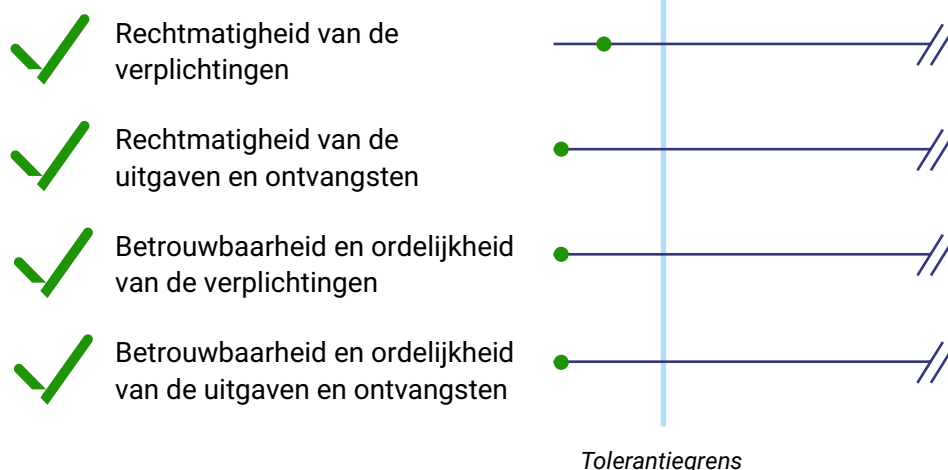 Rechtmatigheid van de
verplichtingen
Rechtmatigheid van de
uitgaven en ontvangsten
Betrouwbaarheid en ordelijkheid
van de verplichtingen
Betrouwbaarheid en ordelijkheid
van de uitgaven en ontvangsten
Tolerantiegrens